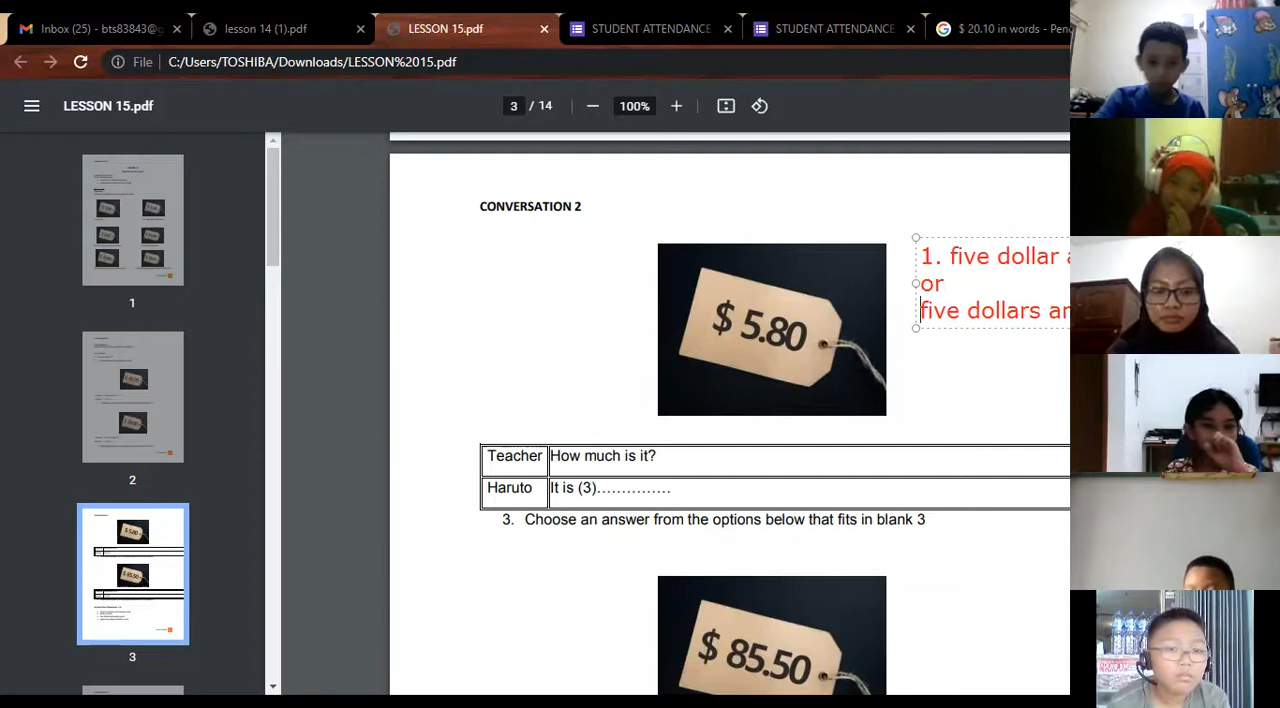 Inbox (25) - bts83843@g
lesson 14 (1).pdf
LESSON 15.pdf
STUDENT ATTENDANCE
STUDENT ATTENDANCE
$ 20.10 in words - Pen
File
C:/Users/TOSHIBA/Downloads/LESSON%2015.pdf
LESSON 15.pdf
3 / 14
100%
CONVERSATION 2
$ 5.80
1. five dollar a
or
five dollars an
Teacher How much is it?
Haruto It is (3)……………
3. Choose an answer from the options below that fits in blank 3
$ 85.50
1
2
3